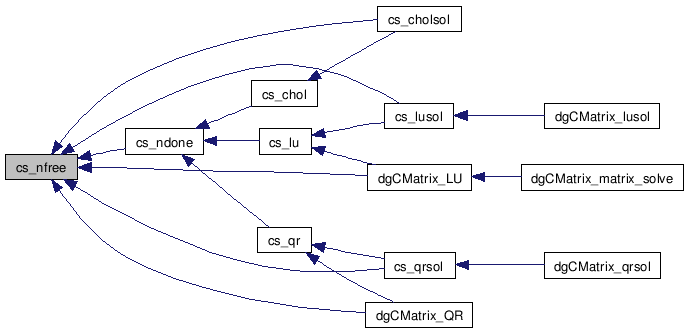 cs_cholsol
cs_chol
cs_lusol
dgCMatrix_lusol
cs_ndone
cs_lu
cs_nfree
dgCMatrix_LU
dgCMatrix_matrix_solve
cs_qr
cs_qrsol
dgCMatrix_qrsol
dgCMatrix_QR